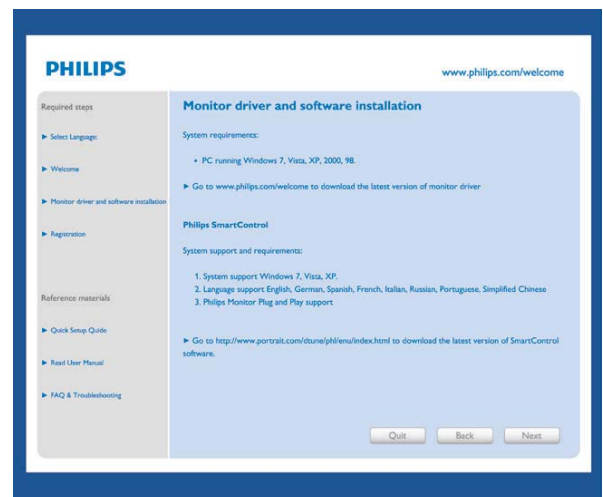 PHILIPS
www.philips.com/welcome
Required steps
► Select Language:
► Welcome
► Monitor driver and software installation
► Registration
Reference materials
► Quick Setup Quide
► Read User Manual
► FAQ & Troubleshooting
Monitor driver and software installation
System requirements:
• PC running Windows 7, Vista, XP, 2000, 98.
► Go to www.philips.com/welcome to download the latest version of monitor driver
Philips SmartControl
System support and requirements:
1. System support Windows 7, Vista, XP.
2. Language support English, German, Spanish, French, Italian, Russian, Portuguese, Simplified Chinese
3. Philips Monitor Plug and Play support
► Go to http://www.portrait.com/dtune/phl/enu/index.html to download the latest version of SmartControl
software.
Quit
Back
Next